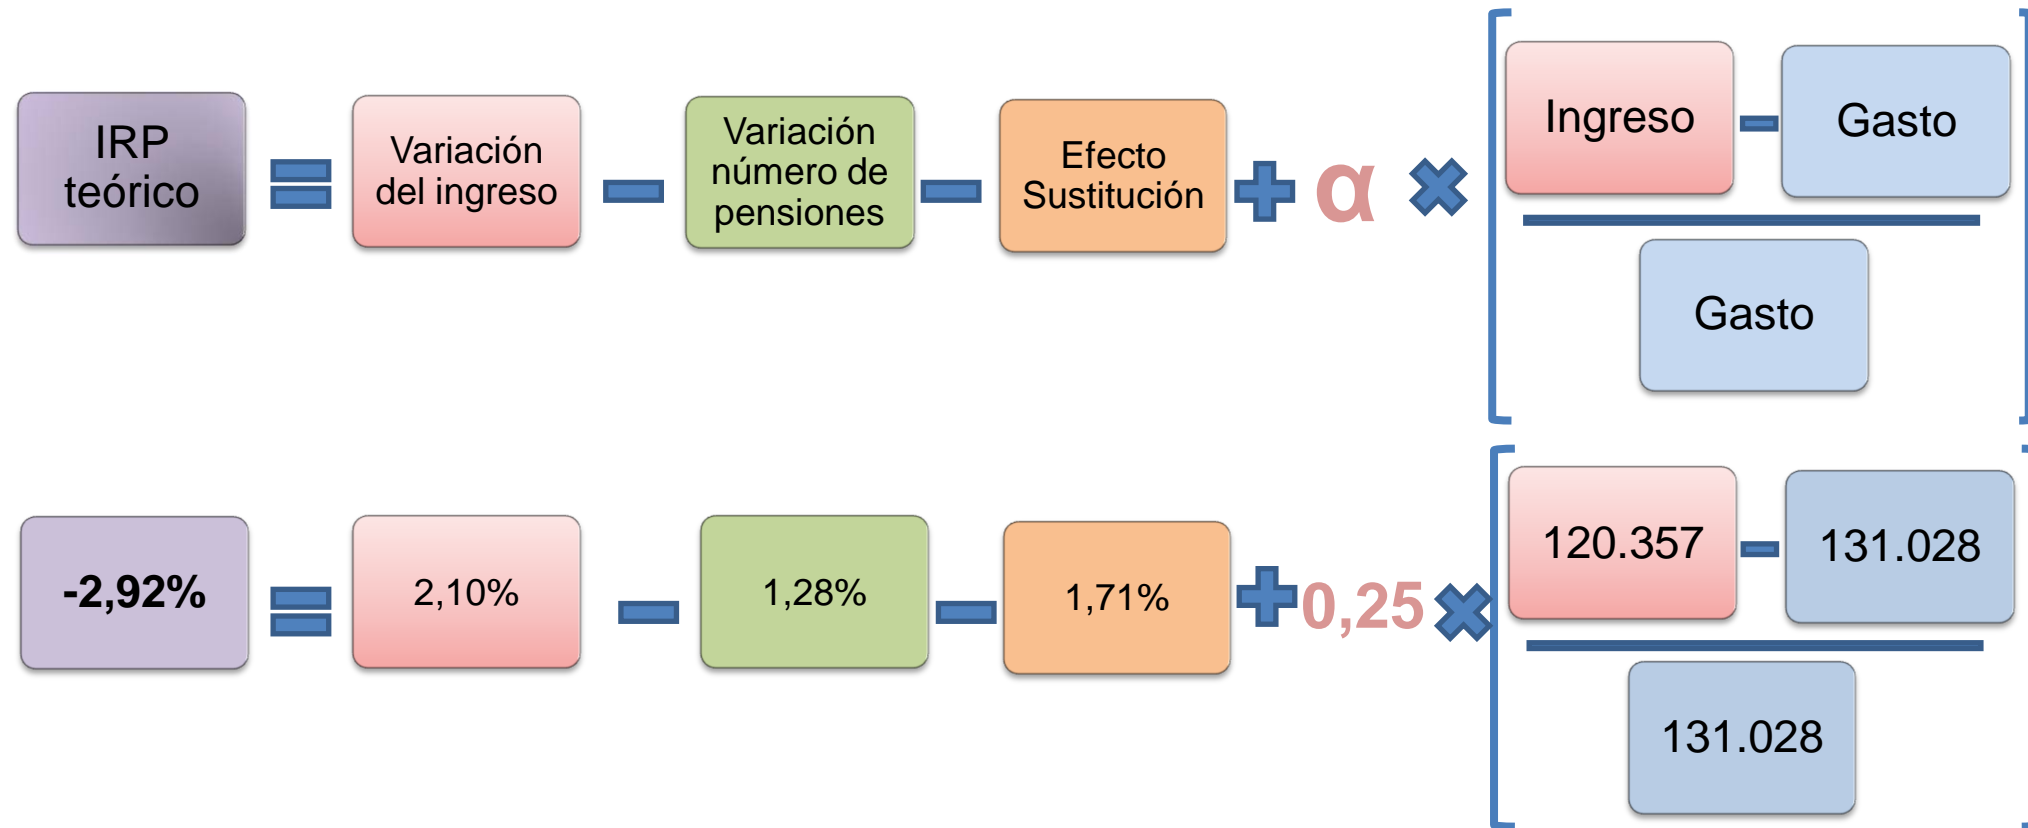 IRP
teórico
Variación
del ingreso
Variación
número de
pensiones
Efecto
Sustitución
α
Ingreso
Gasto
Gasto
-2,92%
2,10%
1,28%
1,71%
0,25
120.357
131.028
131.028